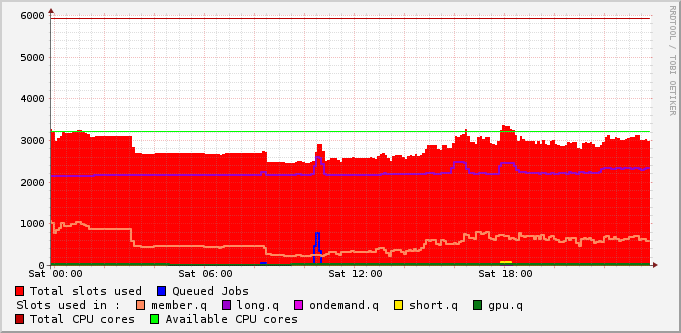 RRDTOOL / TOBI OETIKER
6000
5000
4000
3000
2000
1000
0
Sat 00:00 Sat 06:00 Sat 12:00 Sat 18:00
Total slots used Queued Jobs
Slots used in : member.q long.q ondemand.q short.q gpu.q
Total CPU cores Available CPU cores